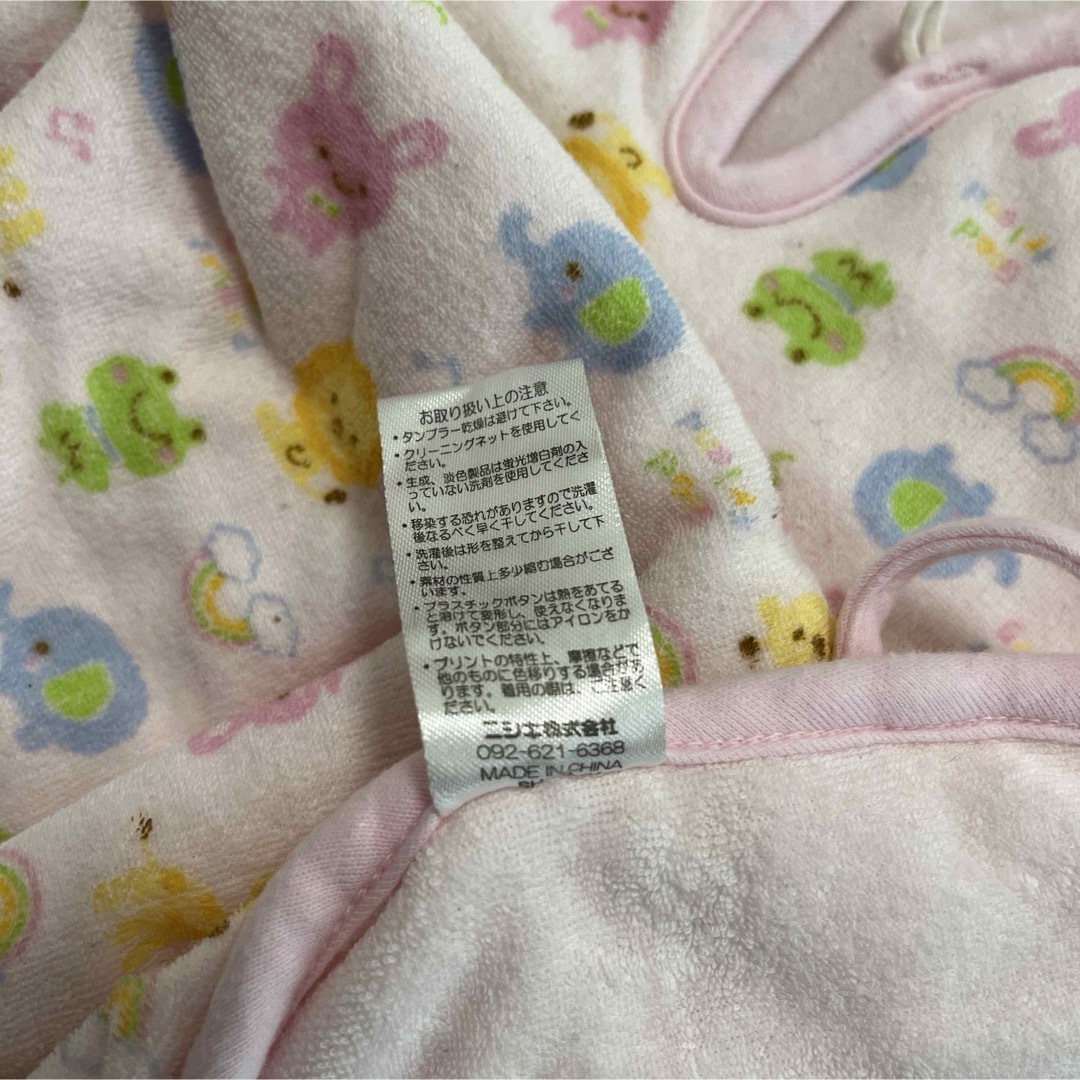 お取り扱い上の注意
・タンブラー乾燥は避けて下さい。
・クリーニングネットを使用してく
ださい。
・生成、淡色製品は蛍光増白剤の入
っていない洗剤を使用してくださ
い。
・移染する恐れがありますので洗濯
後なるべく早く干してください。
・洗濯後は形を整えてから干して下
さい。
・素材の性質上多少縮む場合がござ
います。
・プラスチックボタンは熱をあてる
と溶けて変形し、使えなくなりま
す。ボタン部分にはアイロンをか
けないでください。
・プリントの特性上、摩擦などで
他のものに色移りする場合があ
ります。着用の際は、ご注意く
ださい。
ニシキ株式会社
092-621-6368
MADE IN CHINA